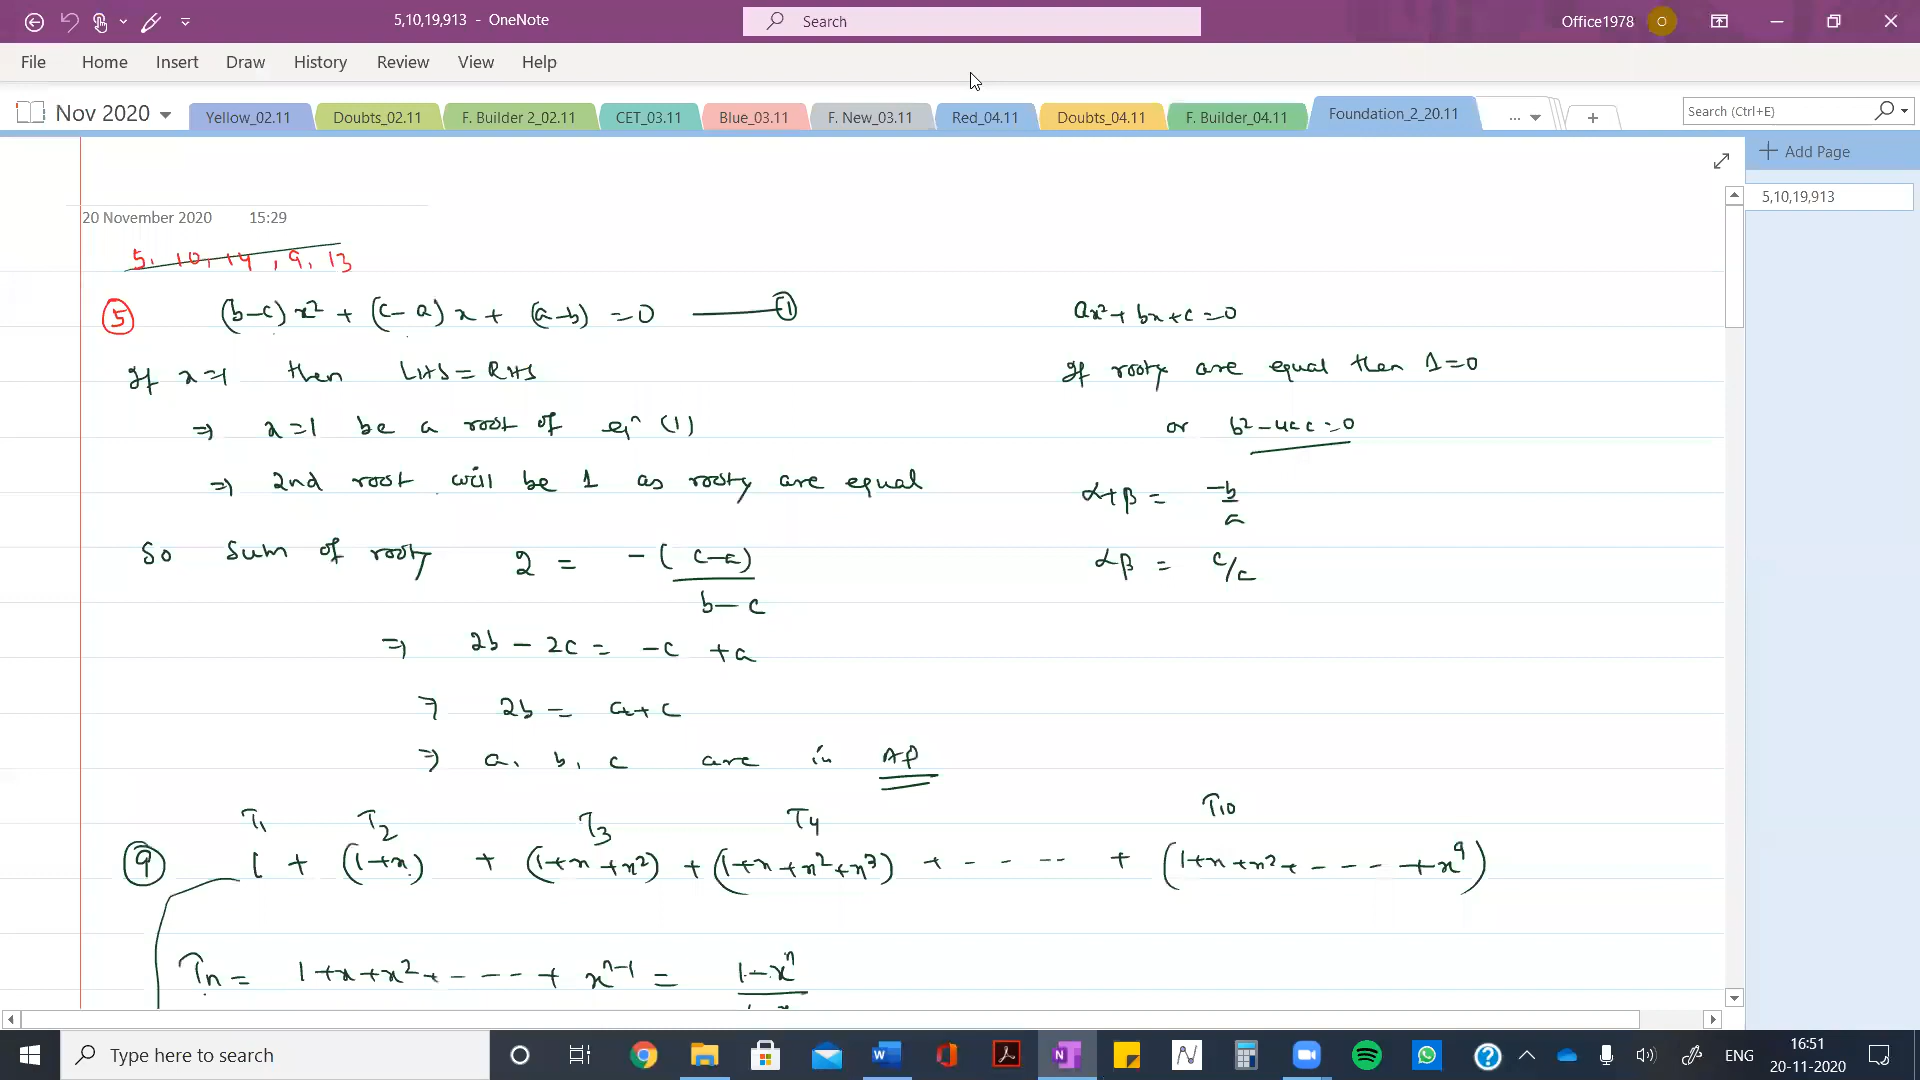 5,10,19,913 - OneNote
Search
Office1978
O
File Home Insert Draw History Review View Help
Nov 2020
Yellow_02.11 Doubts_02.11 F. Builder 2_02.11 CET_03.11 Blue_03.11 F. New_03.11 Red_04.11 Doubts_04.11 F. Builder_04.11 Foundation_2_20.11 ...
Search (Ctrl+E)
Add Page
5,10,19,913
20 November 2020 15:29
5, 10, 14, 9, 13
(5) (b-c)x² + (c-a)x + (a-b) = 0 —— (1)
If x=1 then LHS = RHS
⇒ x=1 be a root of eqⁿ (1)
⇒ 2nd root will be 1 as roots are equal
So sum of roots 2 = -(c-a)
b-c
⇒ 2b - 2c = -c + a
⇒ 2b = a+c
⇒ a, b, c are in AP
ax² + bx + c = 0
If roots are equal then Δ=0
or b² - 4ac = 0
α+β = -b
a
αβ = c/a
T₁ T₂ T₃ T₄ T₁₀
(9) 1 + (1+x) + (1+x+x²) + (1+x+x²+x³) + - - - - + (1+x+x²+ - - - - +x⁹)
Tn = 1+x+x²+ - - - - + xⁿ⁻¹ = 1-xⁿ
Type here to search
ENG
16:51
20-11-2020